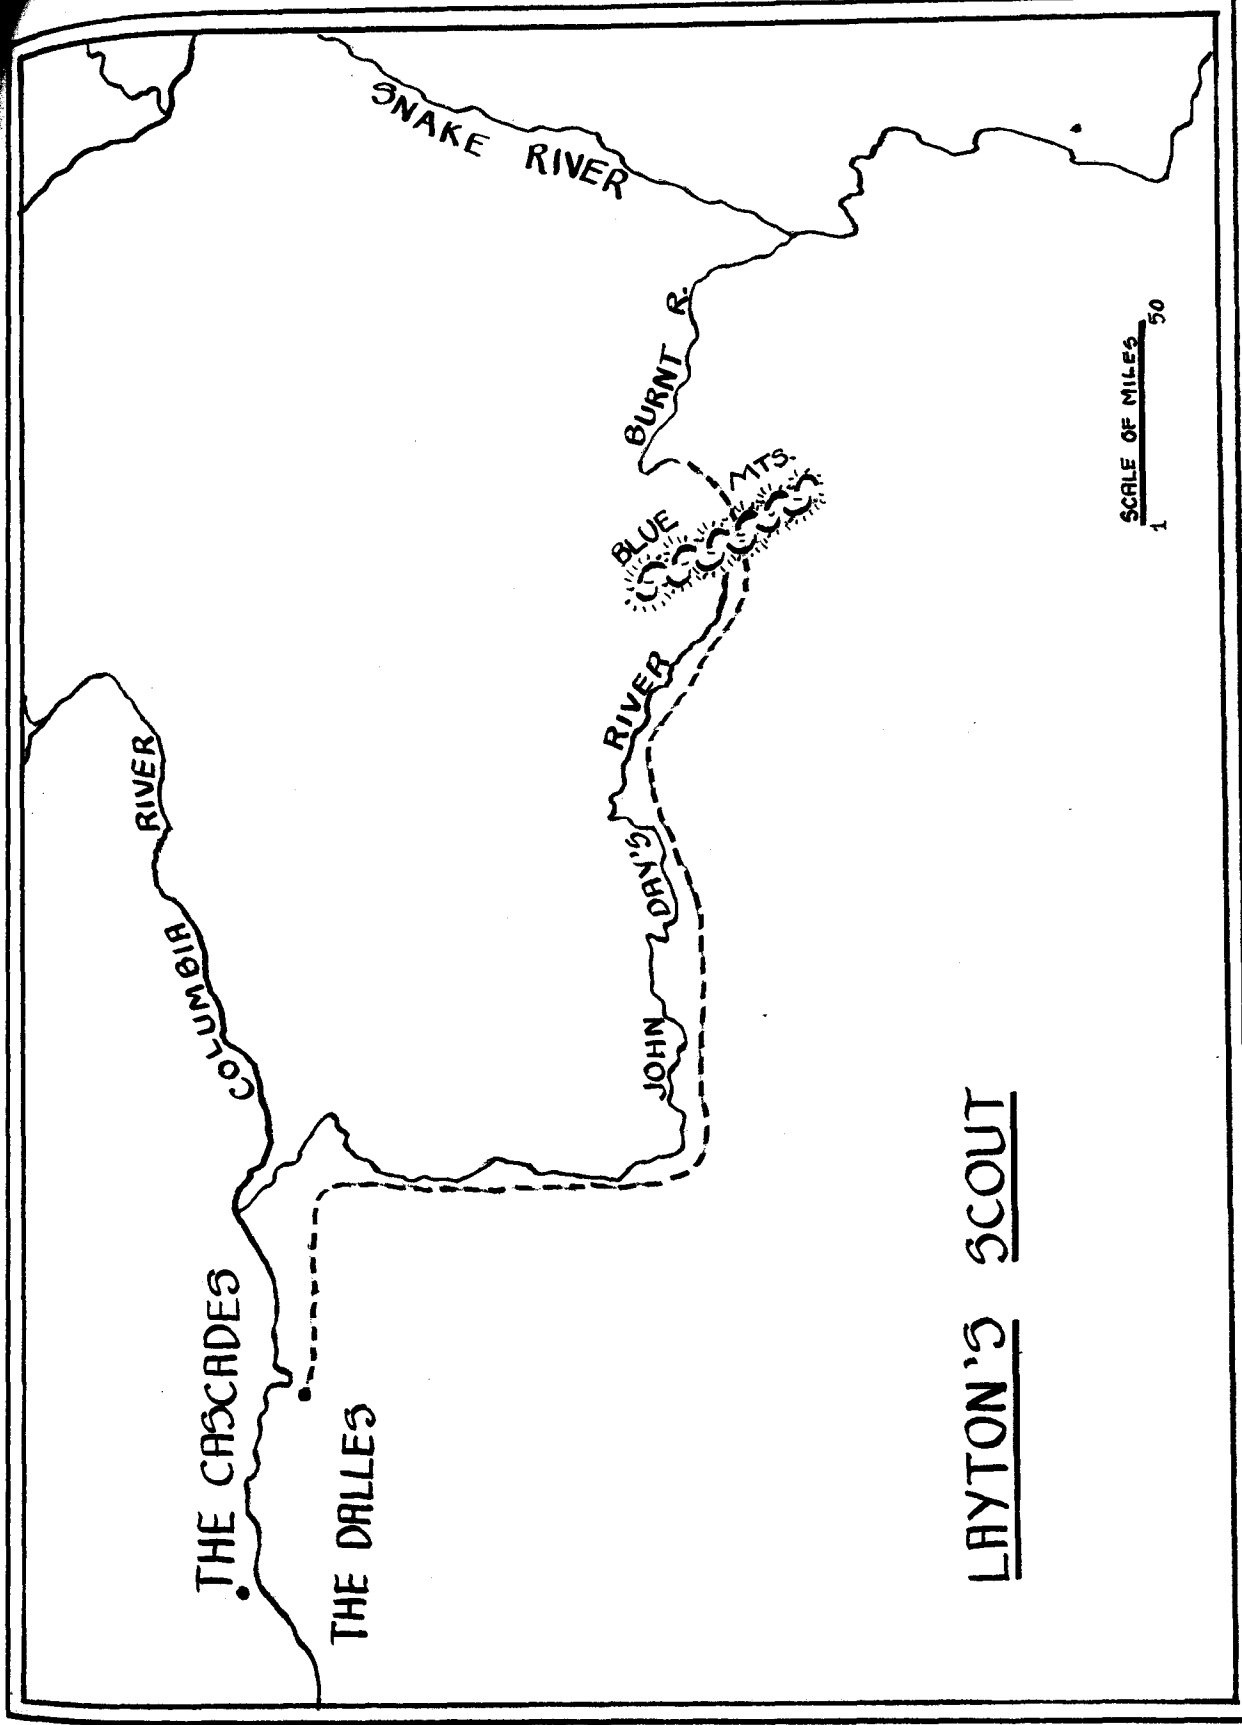 SNAKE RIVER
BURNT R.
BLUE MTS.
COLUMBIA RIVER
JOHN DAY'S RIVER
THE CASCADES
THE DALLES
SCALE OF MILES
1 50
LAYTON'S SCOUT